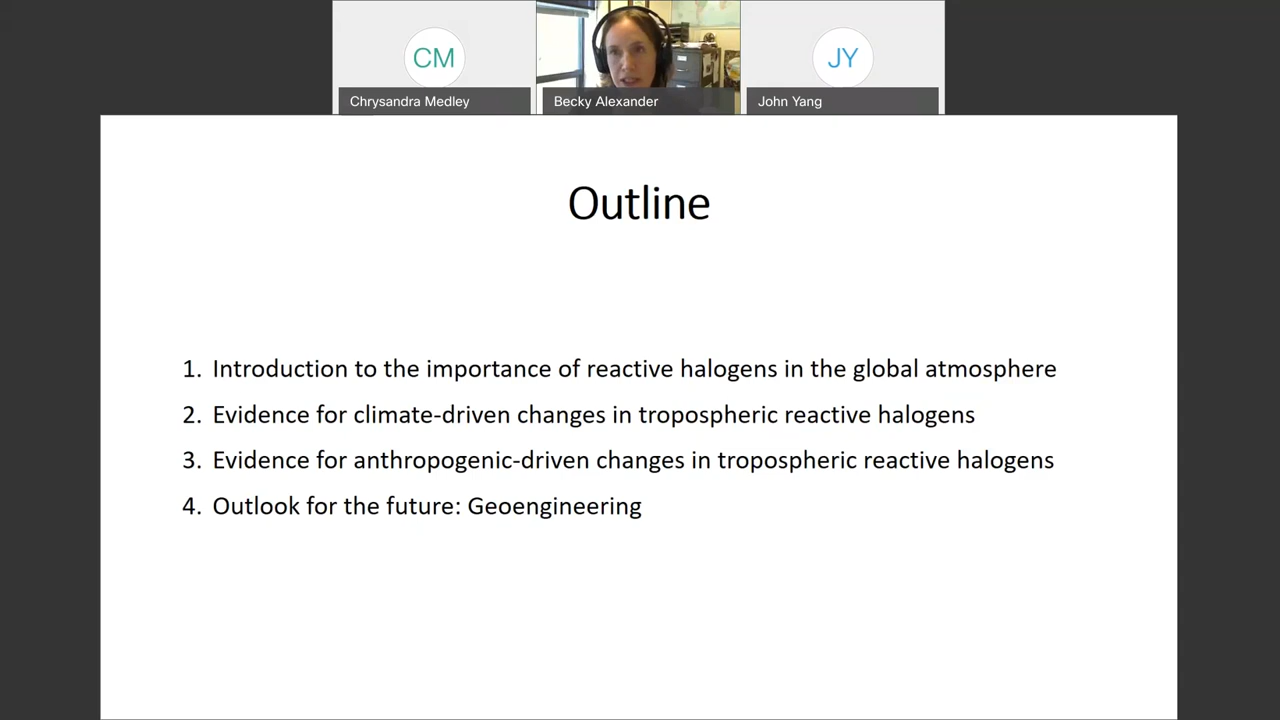 CM
JY
Chrysandra Medley
Becky Alexander
John Yang
Outline
1. Introduction to the importance of reactive halogens in the global atmosphere
2. Evidence for climate-driven changes in tropospheric reactive halogens
3. Evidence for anthropogenic-driven changes in tropospheric reactive halogens
4. Outlook for the future: Geoengineering